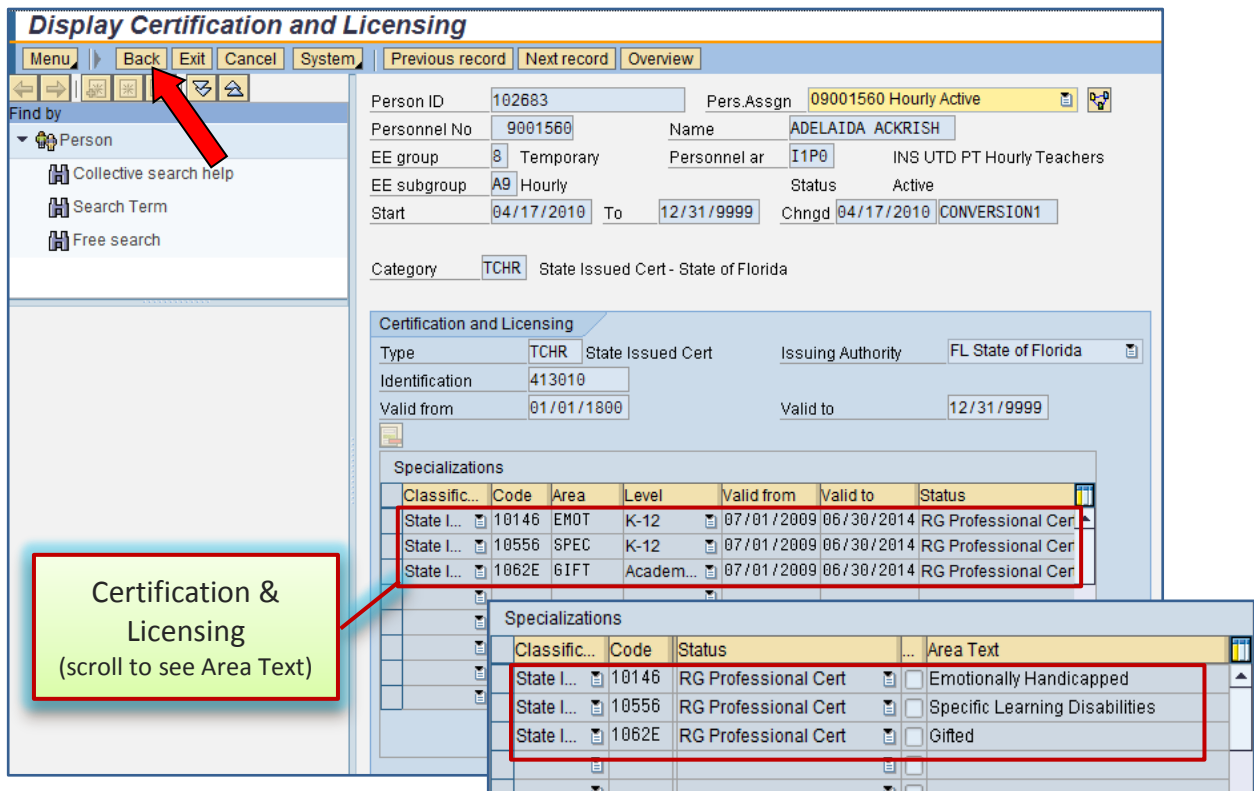 Display Certification and Licensing
Menu Back Exit Cancel System Previous record Next record Overview
Find by
Person
Collective search help
Search Term
Free search
Person ID 102683 Pers.Assgn 09001560 Hourly Active
Personnel No 9001560 Name ADELAIDA ACKRISH
EE group 8 Temporary Personnel ar I1P0 INS UTD PT Hourly Teachers
EE subgroup A9 Hourly Status Active
Start 04/17/2010 To 12/31/9999 Chngd 04/17/2010 CONVERSION1
Category TCHR State Issued Cert - State of Florida
Certification and Licensing
Type TCHR State Issued Cert Issuing Authority FL State of Florida
Identification 413010
Valid from 01/01/1800 Valid to 12/31/9999
Specializations
Classific... Code Area Level Valid from Valid to Status
State I... 10146 EMOT K-12 07/01/2009 06/30/2014 RG Professional Cer
State I... 10556 SPEC K-12 07/01/2009 06/30/2014 RG Professional Cer
State I... 1062E GIFT Academ... 07/01/2009 06/30/2014 RG Professional Cer
Certification &
Licensing
(scroll to see Area Text)
Specializations
Classific... Code Status ... Area Text
State I... 10146 RG Professional Cert Emotionally Handicapped
State I... 10556 RG Professional Cert Specific Learning Disabilities
State I... 1062E RG Professional Cert Gifted